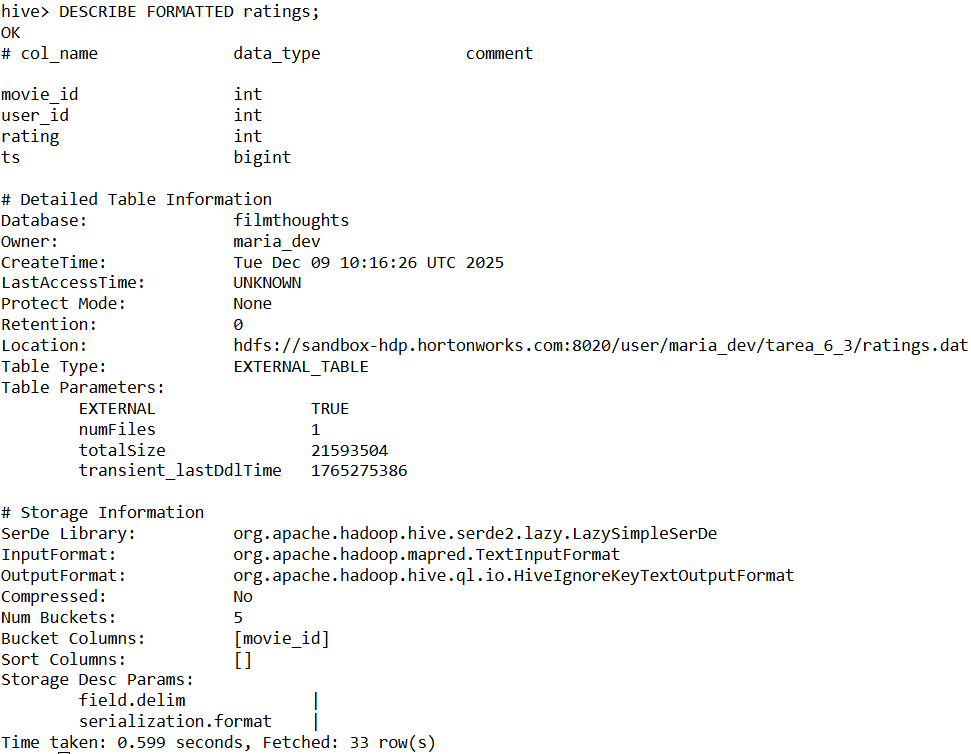 hive> DESCRIBE FORMATTED ratings;
OK
# col_name data_type comment
movie_id int
user_id int
rating int
ts bigint
# Detailed Table Information
Database: filmthoughts
Owner: maria_dev
CreateTime: Tue Dec 09 10:16:26 UTC 2025
LastAccessTime: UNKNOWN
Protect Mode: None
Retention: 0
Location: hdfs://sandbox-hdp.hortonworks.com:8020/user/maria_dev/tarea_6_3/ratings.dat
Table Type: EXTERNAL_TABLE
Table Parameters:
EXTERNAL TRUE
numFiles 1
totalSize 21593504
transient_lastDdlTime 1765275386
# Storage Information
SerDe Library: org.apache.hadoop.hive.serde2.lazy.LazySimpleSerDe
InputFormat: org.apache.hadoop.mapred.TextInputFormat
OutputFormat: org.apache.hadoop.hive.ql.io.HiveIgnoreKeyTextOutputFormat
Compressed: No
Num Buckets: 5
Bucket Columns: [movie_id]
Sort Columns: []
Storage Desc Params:
field.delim |
serialization.format |
Time taken: 0.599 seconds, Fetched: 33 row(s)